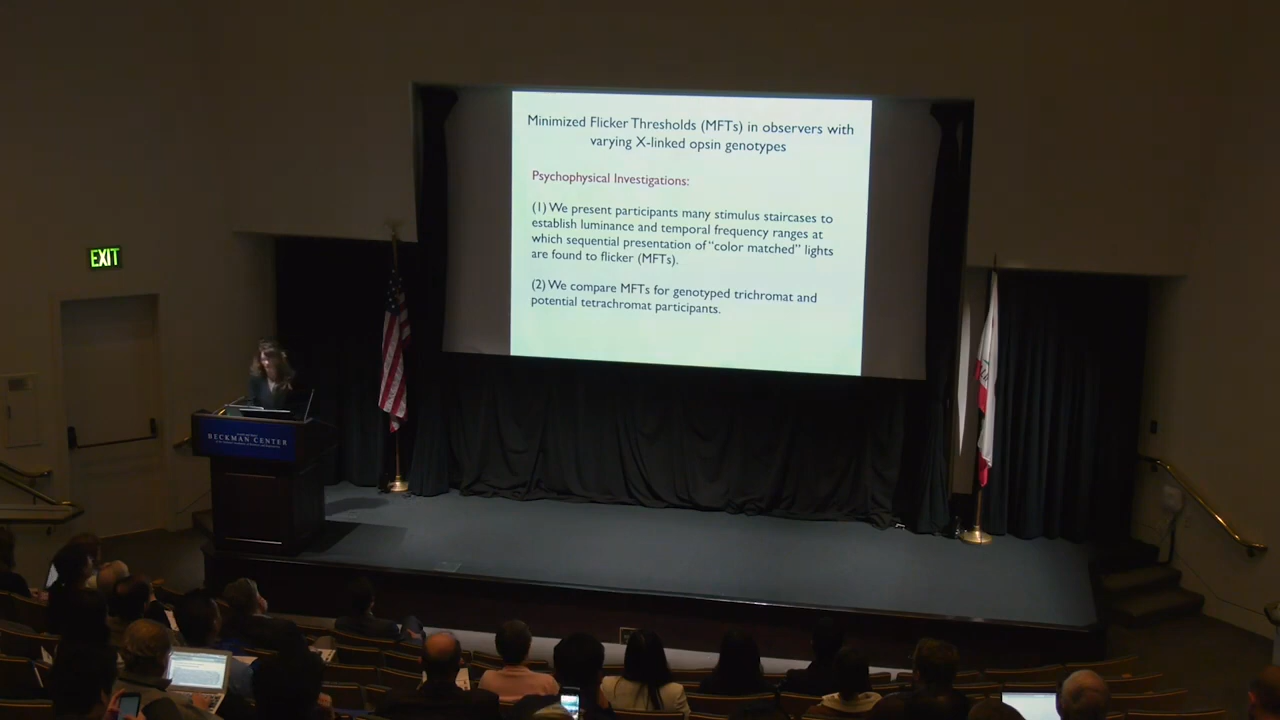 Minimized Flicker Thresholds (MFTs) in observers with
varying X-linked opsin genotypes
Psychophysical Investigations:
(1) We present participants many stimulus staircases to
establish luminance and temporal frequency ranges at
which sequential presentation of “color matched” lights
are found to flicker (MFTs).
(2) We compare MFTs for genotyped trichromat and
potential tetrachromat participants.
EXIT
BECKMAN CENTER